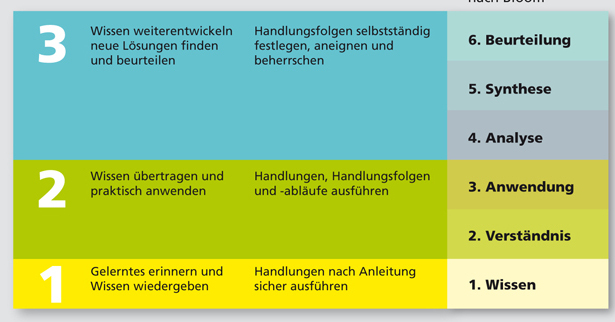 nach Bloom
3
Wissen weiterentwickeln
neue Lösungen finden
und beurteilen
Handlungsfolgen selbstständig
festlegen, aneignen und
beherrschen
6. Beurteilung
5. Synthese
4. Analyse
2
Wissen übertragen und
praktisch anwenden
Handlungen, Handlungsfolgen
und -abläufe ausführen
3. Anwendung
2. Verständnis
1
Gelerntes erinnern und
Wissen wiedergeben
Handlungen nach Anleitung
sicher ausführen
1. Wissen